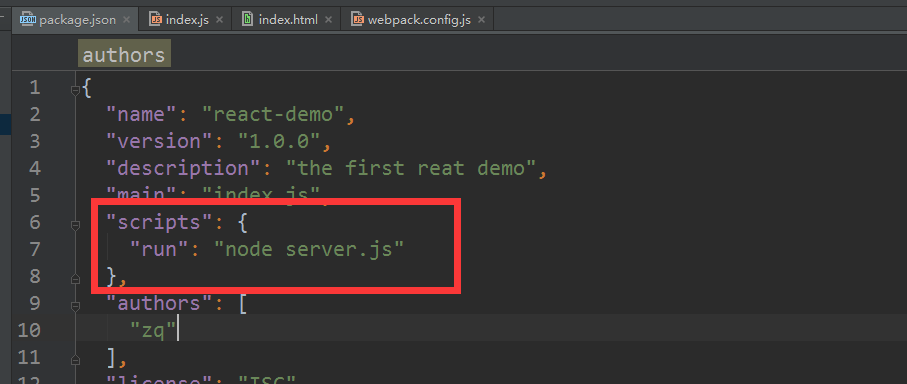 package.json index.js index.html webpack.config.js
authors
1 {
2 "name": "react-demo",
3 "version": "1.0.0",
4 "description": "the first reat demo",
5 "main": "index.js",
6 "scripts": {
7 "run": "node server.js"
8 },
9 "authors": [
10 "zq"
11 ],
12 "license": "ISC"